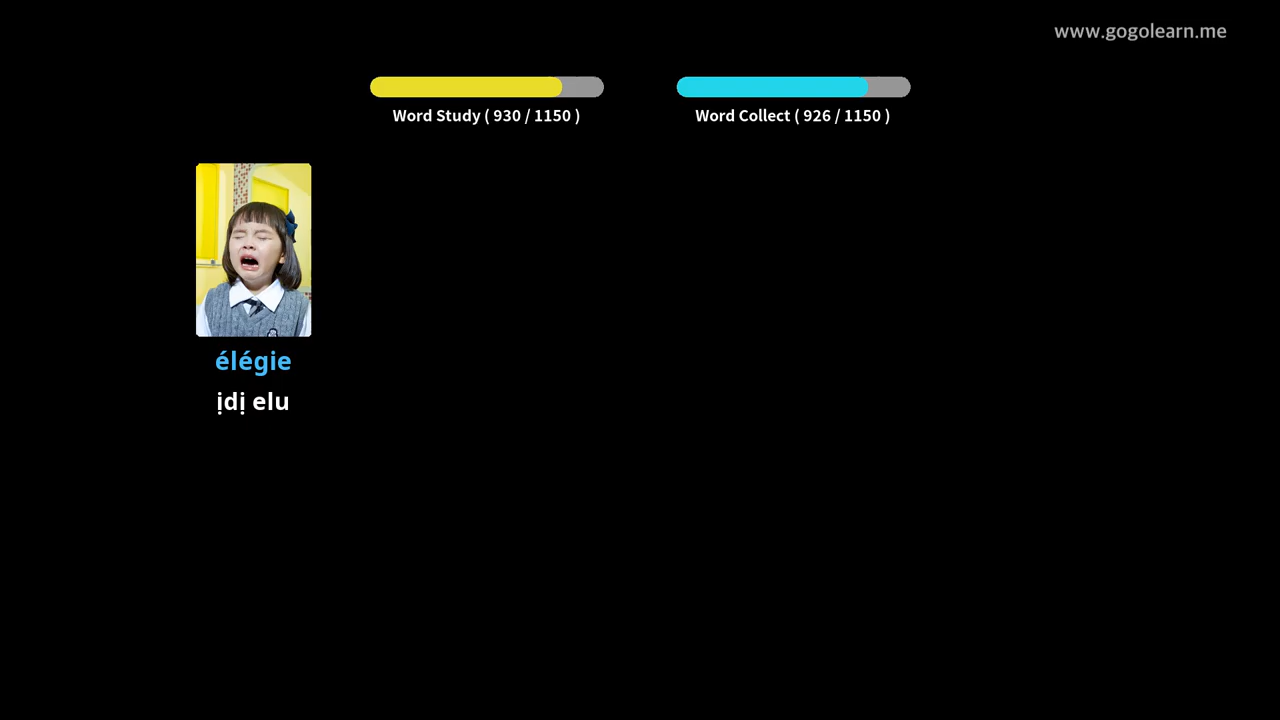 www.gogolearn.me
Word Study ( 930 / 1150 )
Word Collect ( 926 / 1150 )
élégie
ịdị elu